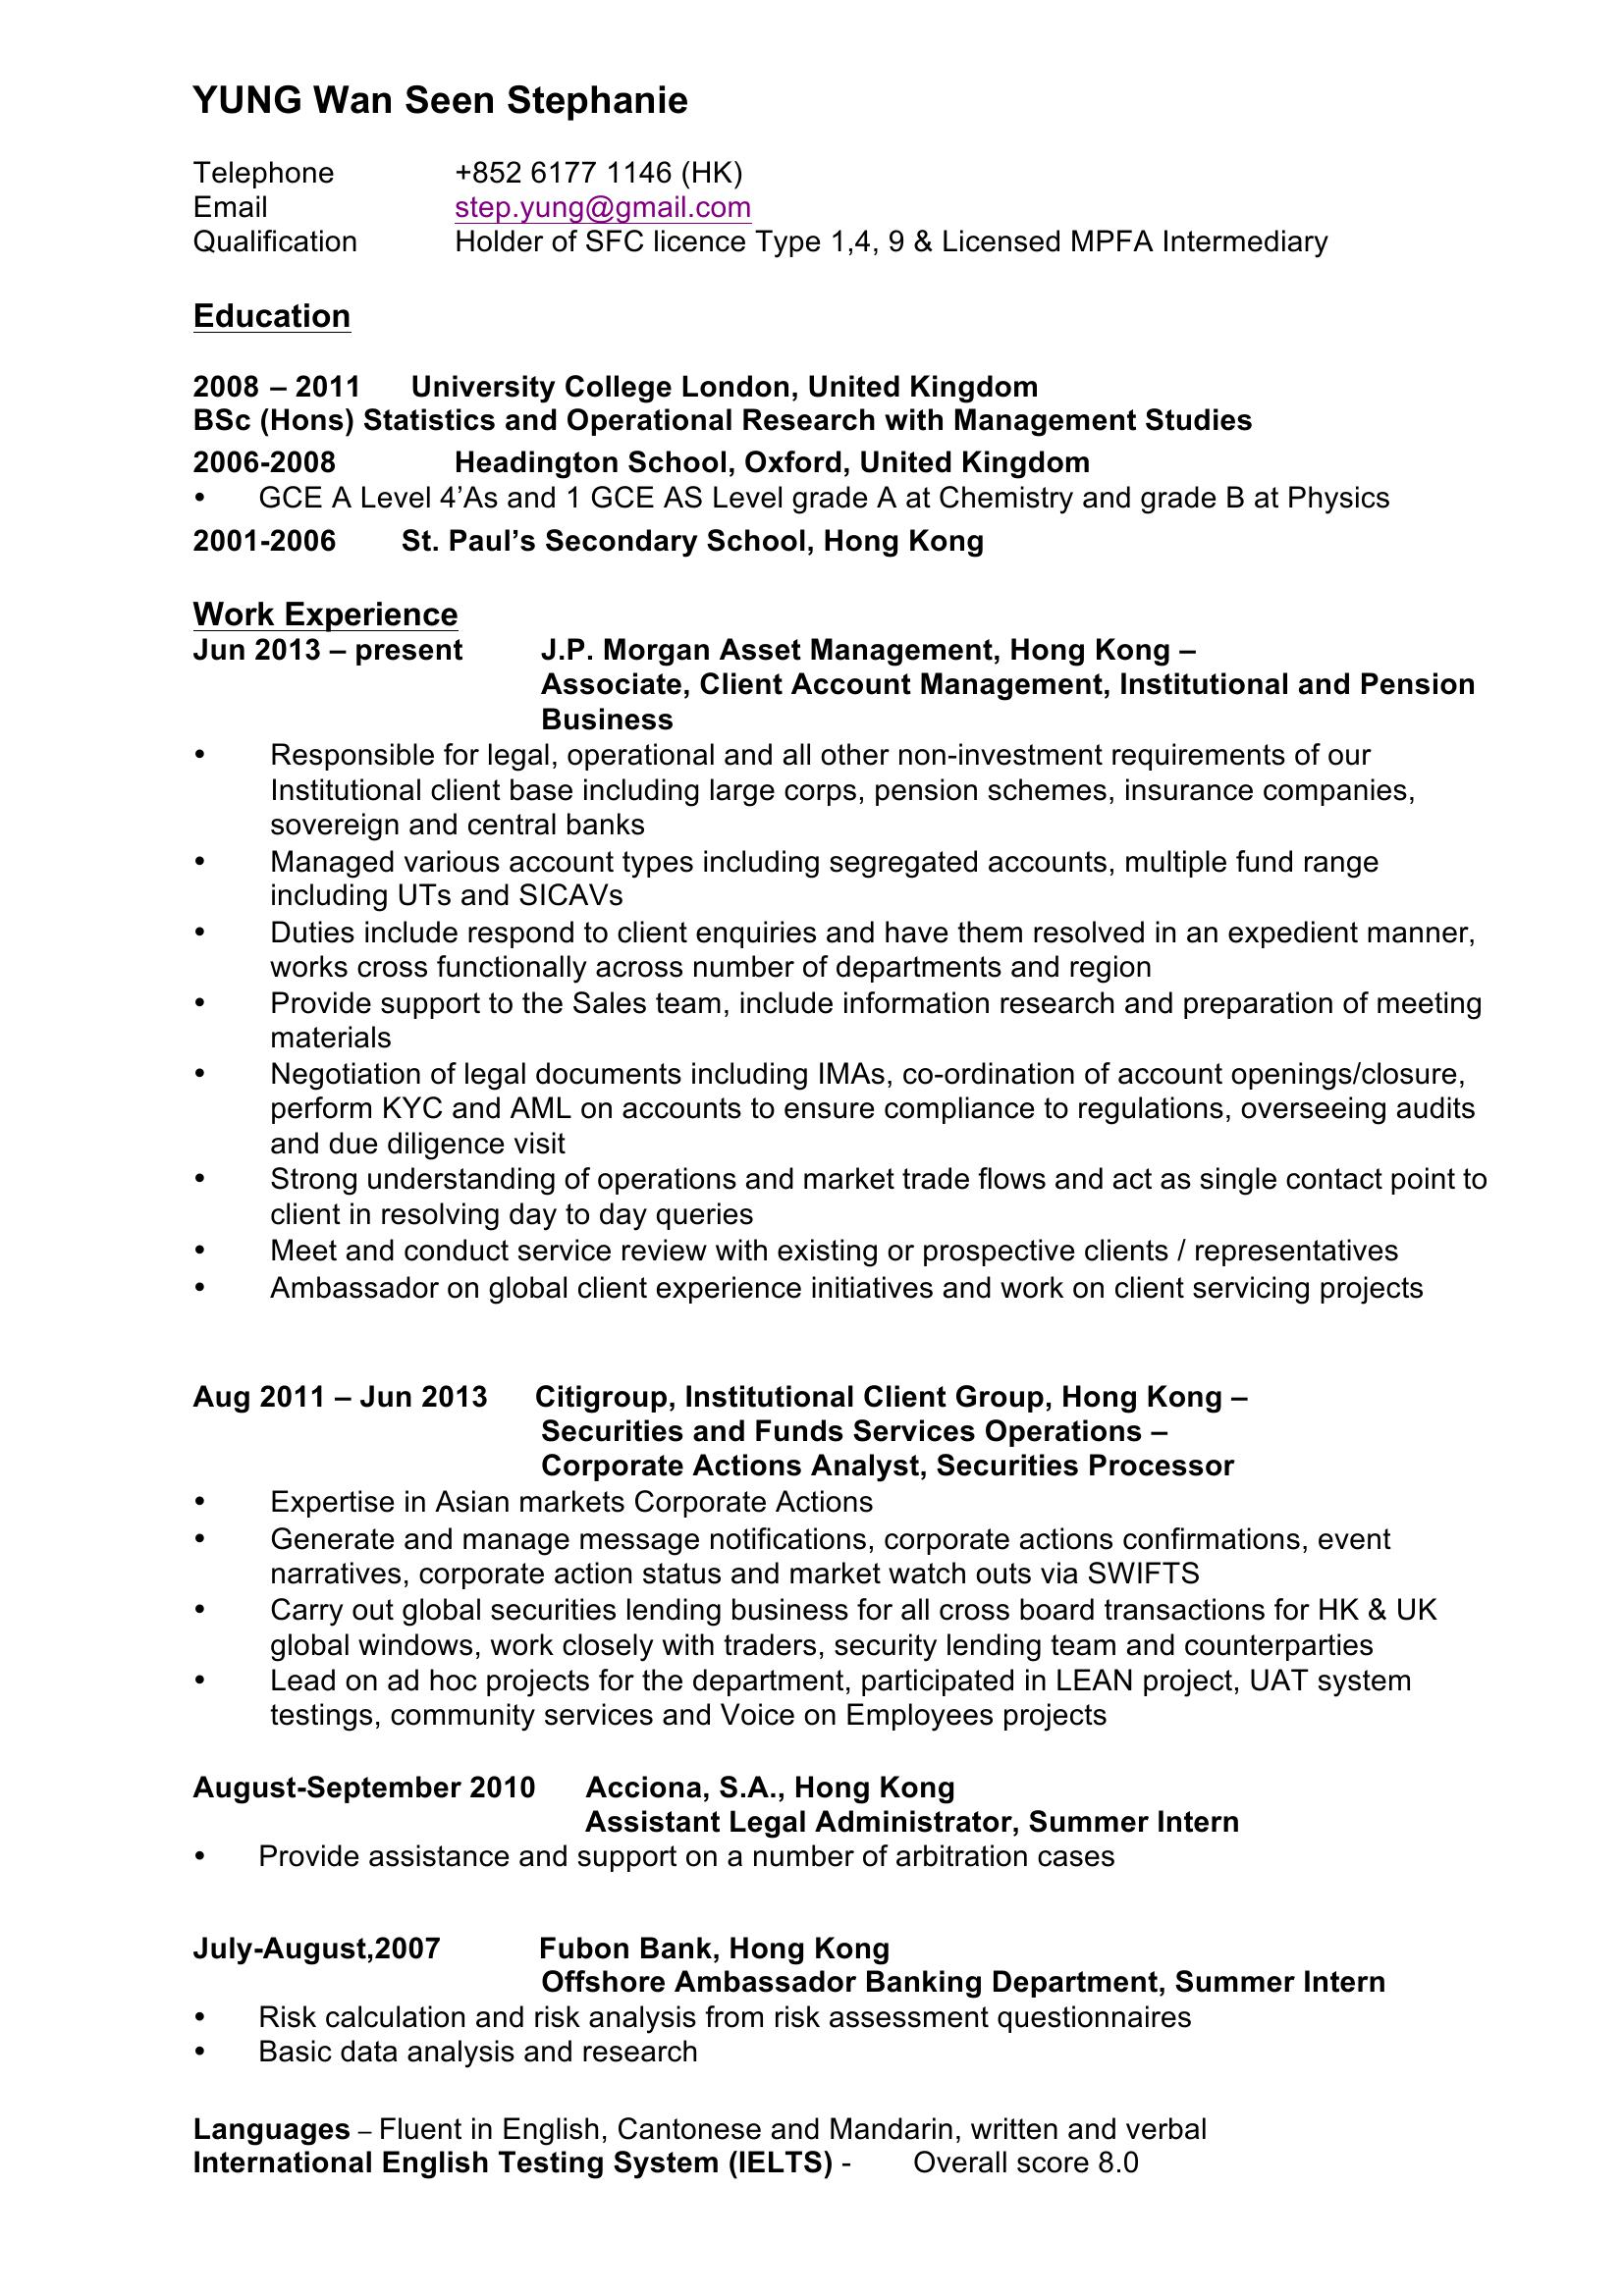 YUNG Wan Seen Stephanie
Telephone +852 6177 1146 (HK)
Email step.yung@gmail.com
Qualification Holder of SFC licence Type 1,4, 9 & Licensed MPFA Intermediary
Education
2008 – 2011 University College London, United Kingdom
BSc (Hons) Statistics and Operational Research with Management Studies
2006-2008 Headington School, Oxford, United Kingdom
• GCE A Level 4’As and 1 GCE AS Level grade A at Chemistry and grade B at Physics
2001-2006 St. Paul’s Secondary School, Hong Kong
Work Experience
Jun 2013 – present J.P. Morgan Asset Management, Hong Kong –
Associate, Client Account Management, Institutional and Pension
Business
• Responsible for legal, operational and all other non-investment requirements of our
Institutional client base including large corps, pension schemes, insurance companies,
sovereign and central banks
• Managed various account types including segregated accounts, multiple fund range
including UTs and SICAVs
• Duties include respond to client enquiries and have them resolved in an expedient manner,
works cross functionally across number of departments and region
• Provide support to the Sales team, include information research and preparation of meeting
materials
• Negotiation of legal documents including IMAs, co-ordination of account openings/closure,
perform KYC and AML on accounts to ensure compliance to regulations, overseeing audits
and due diligence visit
• Strong understanding of operations and market trade flows and act as single contact point to
client in resolving day to day queries
• Meet and conduct service review with existing or prospective clients / representatives
• Ambassador on global client experience initiatives and work on client servicing projects
Aug 2011 – Jun 2013 Citigroup, Institutional Client Group, Hong Kong –
Securities and Funds Services Operations –
Corporate Actions Analyst, Securities Processor
• Expertise in Asian markets Corporate Actions
• Generate and manage message notifications, corporate actions confirmations, event
narratives, corporate action status and market watch outs via SWIFTS
• Carry out global securities lending business for all cross board transactions for HK & UK
global windows, work closely with traders, security lending team and counterparties
• Lead on ad hoc projects for the department, participated in LEAN project, UAT system
testings, community services and Voice on Employees projects
August-September 2010 Acciona, S.A., Hong Kong
Assistant Legal Administrator, Summer Intern
• Provide assistance and support on a number of arbitration cases
July-August,2007 Fubon Bank, Hong Kong
Offshore Ambassador Banking Department, Summer Intern
• Risk calculation and risk analysis from risk assessment questionnaires
• Basic data analysis and research
Languages – Fluent in English, Cantonese and Mandarin, written and verbal
International English Testing System (IELTS) - Overall score 8.0